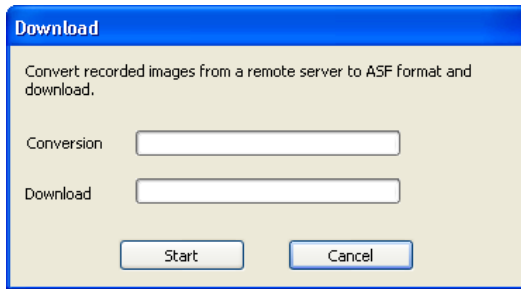 Download
Convert recorded images from a remote server to ASF format and
download.
Conversion
Download
Start
Cancel